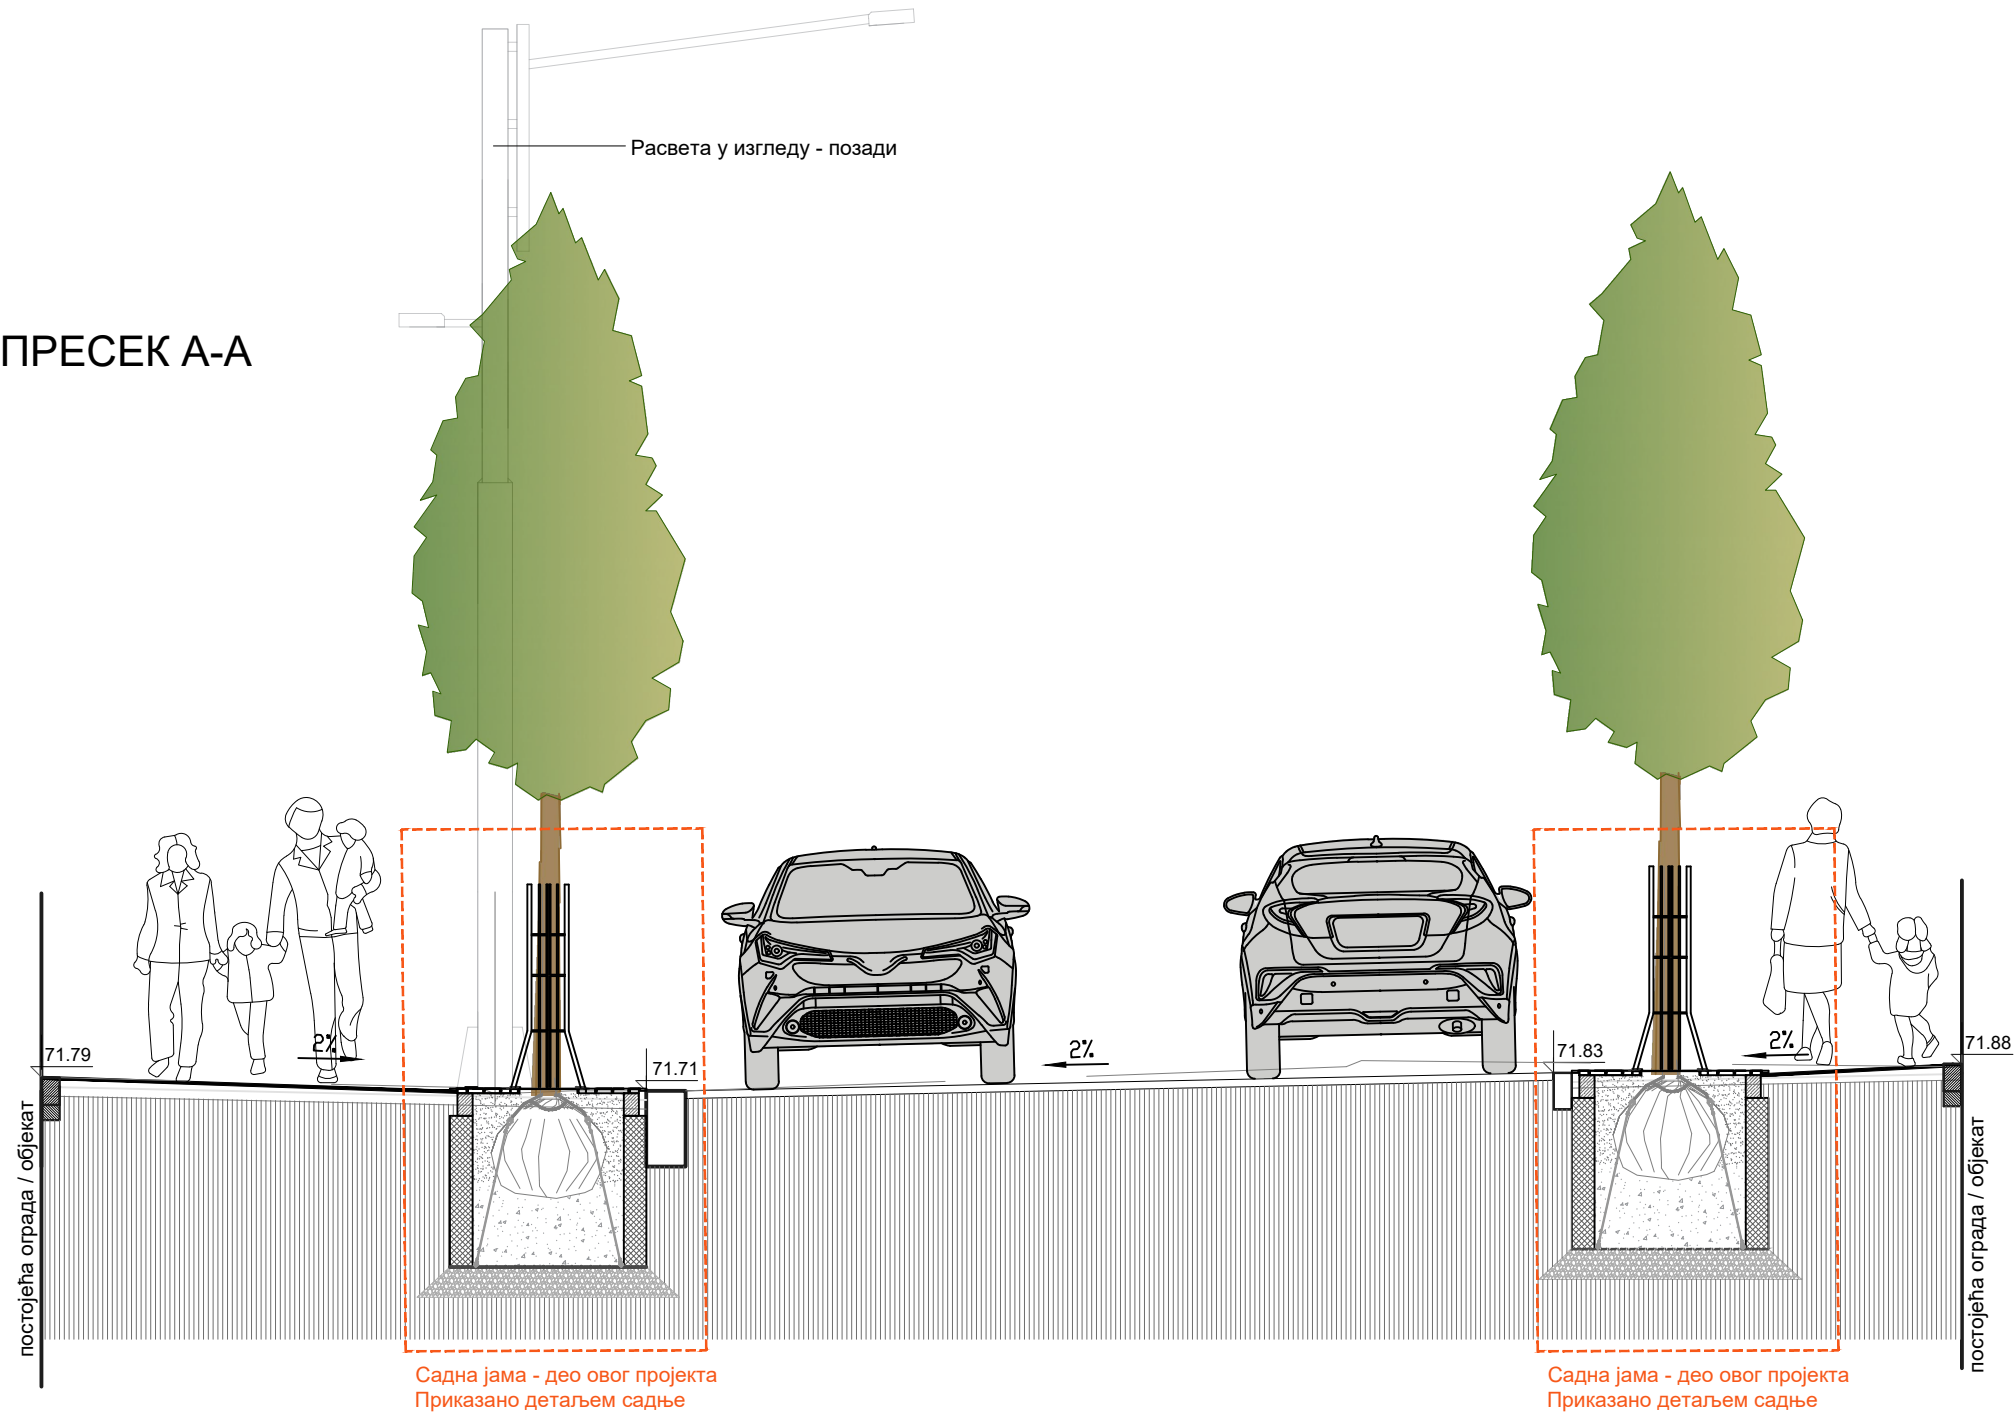 Расвета у изгледу - позади
ПРЕСЕК А-А
71.79
2%
71.71
2%
71.83
2%
71.88
постојећа ограда / објекат
постојећа ограда / објекат
Садна јама - део овог пројекта
Приказано детаљем садње
Садна јама - део овог пројекта
Приказано детаљем садње